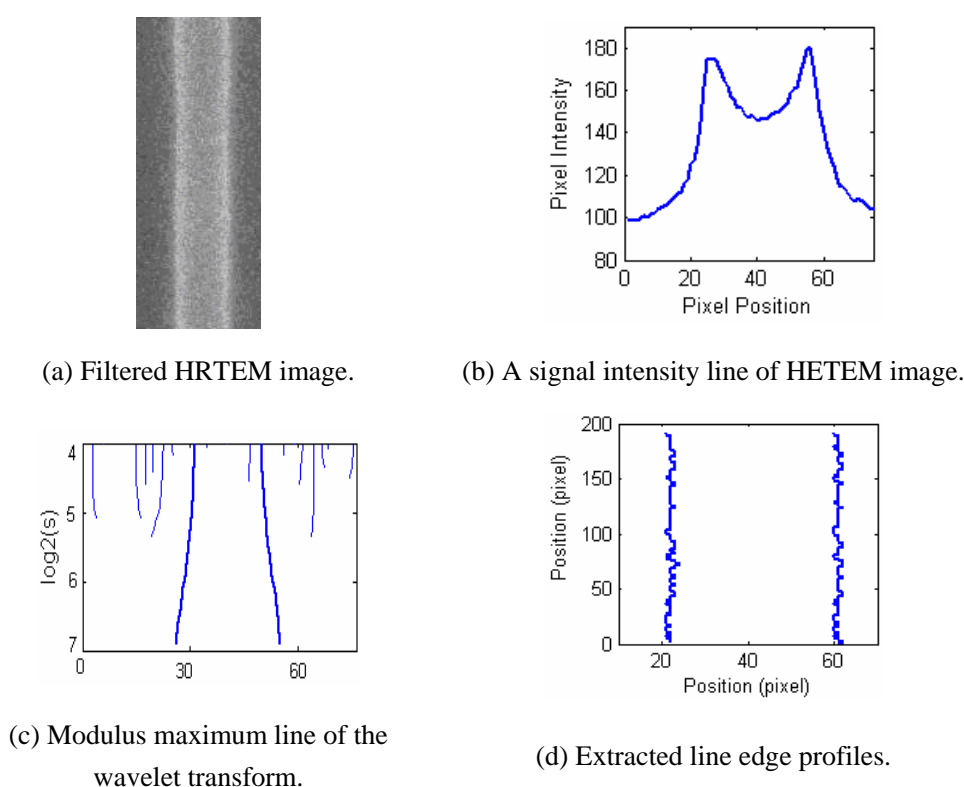 180
160
140
120
100
80
0 20 40 60
Pixel Intensity
Pixel Position
(a) Filtered HRTEM image.
(b) A signal intensity line of HETEM image.
4
5
6
7
0 30 60
log2(s)
200
150
100
50
0
20 40 60
Position (pixel)
Position (pixel)
(c) Modulus maximum line of the
wavelet transform.
(d) Extracted line edge profiles.